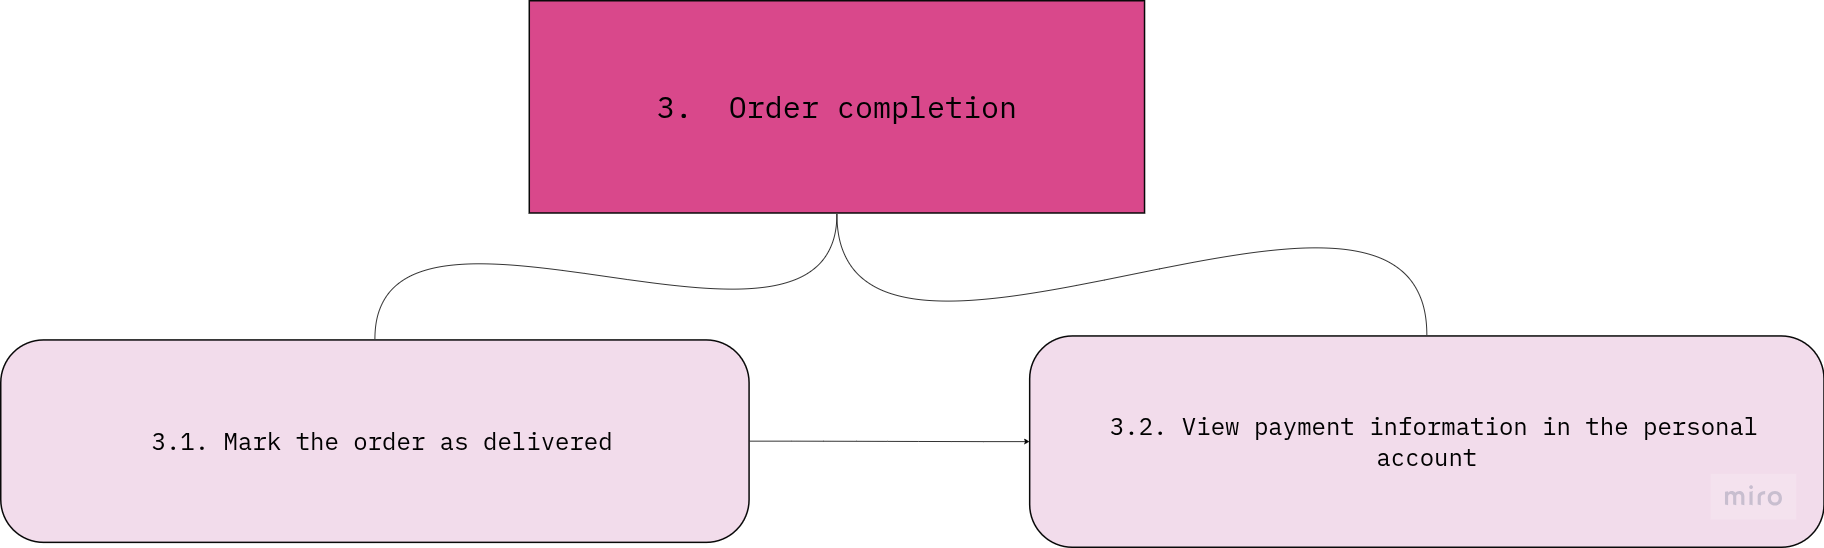 3.  Order completion
3.1. Mark the order as delivered
3.2. View payment information in the personal
account
miro